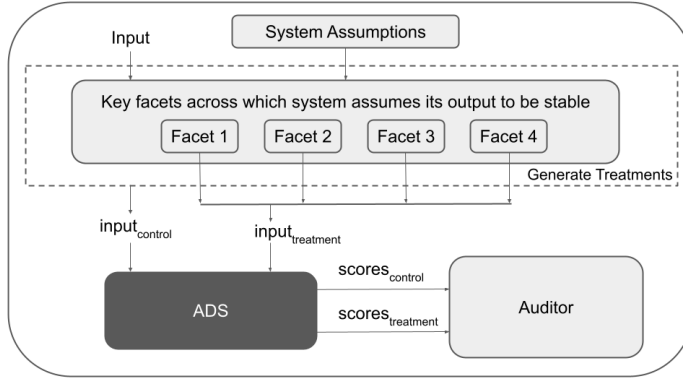 System Assumptions
Input
Key facets across which system assumes its output to be stable
Facet 1 Facet 2 Facet 3 Facet 4
Generate Treatments
input_control input_treatment
scores_control
ADS Auditor
scores_treatment